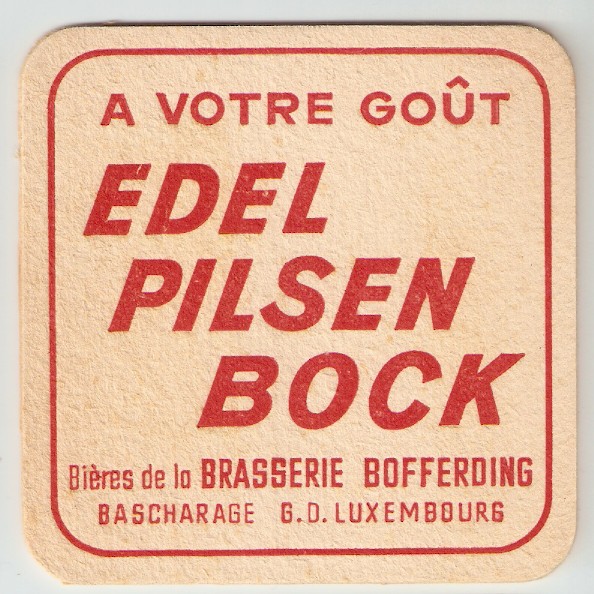 A VOTRE GOÛT
EDEL
PILSEN
BOCK
Bières de la BRASSERIE BOFFERDING
BASCHARAGE G.D. LUXEMBOURG